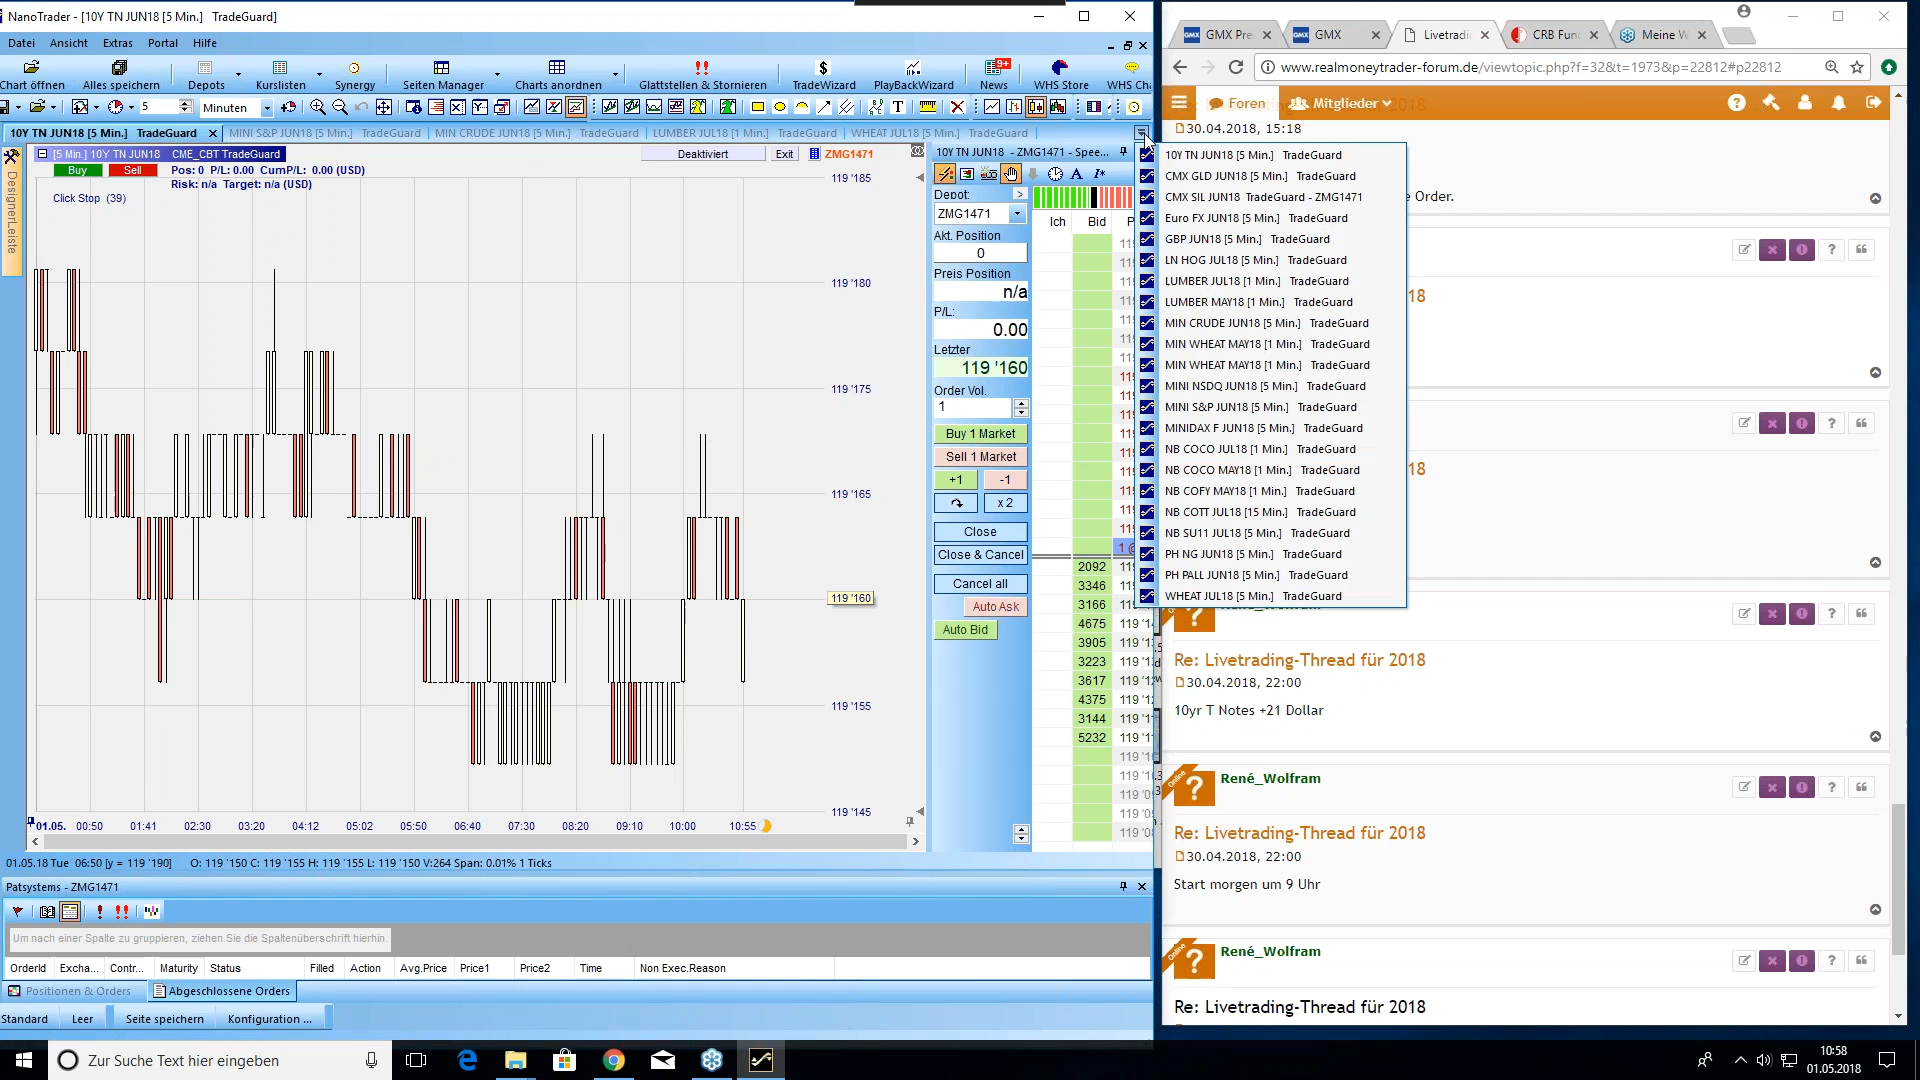 NanoTrader - [10Y TN JUN18 [5 Min.] TradeGuard]
Datei Ansicht Extras Portal Hilfe
Chart öffnen Alles speichern Depots Kurslisten Synergy Seiten Manager Charts anordnen Glattstellen & Stornieren TradeWizard PlayBackWizard News 9+ WHS Store WHS Cha
5 Minuten
10Y TN JUN18 [5 Min.] TradeGuard
MINI S&P JUN18 [5 Min.] TradeGuard
MIN CRUDE JUN18 [5 Min.] TradeGuard
LUMBER JUL18 [1 Min.] TradeGuard
WHEAT JUL18 [5 Min.] TradeGuard
DesignerLeiste
[5 Min.] 10Y TN JUN18 CME_CBT TradeGuard
Deaktiviert Exit ZMG1471
Buy Sell Pos: 0 P/L: 0.00 CumP/L: 0.00 (USD)
Risk: n/a Target: n/a (USD)
Click Stop (39)
119 '185
119 '180
119 '175
119 '165
119 '160
119 '155
119 '145
01.05. 00:50 01:41 02:30 03:20 04:12 05:02 05:50 06:40 07:30 08:20 09:10 10:00 10:55
01.05.18 Tue 06:50 [y = 119 '190] O: 119 '150 C: 119 '155 H: 119 '155 L: 119 '150 V:264 Span: 0.01% 1 Ticks
10Y TN JUN18 - ZMG1471 - Spee...
Depot: >
ZMG1471
Akt. Position
0
Preis Position
n/a
P/L:
0.00
Letzter
119 '160
Order Vol.
1
Buy 1 Market
Sell 1 Market
+1 -1
x 2
Close
Close & Cancel
Cancel all
Auto Ask
Auto Bid
Ich Bid P
2092
3346
3166
4675
3905
3223
3617
4375
3144
5232
10Y TN JUN18 [5 Min.] TradeGuard
CMX GLD JUN18 [5 Min.] TradeGuard
CMX SIL JUN18 TradeGuard - ZMG1471
Euro FX JUN18 [5 Min.] TradeGuard
GBP JUN18 [5 Min.] TradeGuard
LN HOG JUL18 [5 Min.] TradeGuard
LUMBER JUL18 [1 Min.] TradeGuard
LUMBER MAY18 [1 Min.] TradeGuard
MIN CRUDE JUN18 [5 Min.] TradeGuard
MIN WHEAT MAY18 [1 Min.] TradeGuard
MIN WHEAT MAY18 [1 Min.] TradeGuard
MINI NSDQ JUN18 [5 Min.] TradeGuard
MINI S&P JUN18 [5 Min.] TradeGuard
MINIDAX F JUN18 [5 Min.] TradeGuard
NB COCO JUL18 [1 Min.] TradeGuard
NB COCO MAY18 [1 Min.] TradeGuard
NB COFY MAY18 [1 Min.] TradeGuard
NB COTT JUL18 [15 Min.] TradeGuard
NB SU11 JUL18 [5 Min.] TradeGuard
PH NG JUN18 [5 Min.] TradeGuard
PH PALL JUN18 [5 Min.] TradeGuard
WHEAT JUL18 [5 Min.] TradeGuard
Patsystems - ZMG1471
Um nach einer Spalte zu gruppieren, ziehen Sie die Spaltenüberschrift hierhin.
OrderId Excha... Contr... Maturity Status Filled Action Avg.Price Price1 Price2 Time Non Exec.Reason
Positionen & Orders Abgeschlossene Orders
Standard Leer Seite speichern Konfiguration ...
GMX Pre GMX Livetradi CRB Fun Meine W
www.realmoneytrader-forum.de/viewtopic.php?f=32&t=1973&p=22812#p22812
Foren Mitglieder
30.04.2018, 15:18
e Order.
18
18
Re: Livetrading-Thread für 2018
30.04.2018, 22:00
10yr T Notes +21 Dollar
Online René_Wolfram
Re: Livetrading-Thread für 2018
30.04.2018, 22:00
Start morgen um 9 Uhr
Online René_Wolfram
Re: Livetrading-Thread für 2018
Zur Suche Text hier eingeben
10:58
01.05.2018